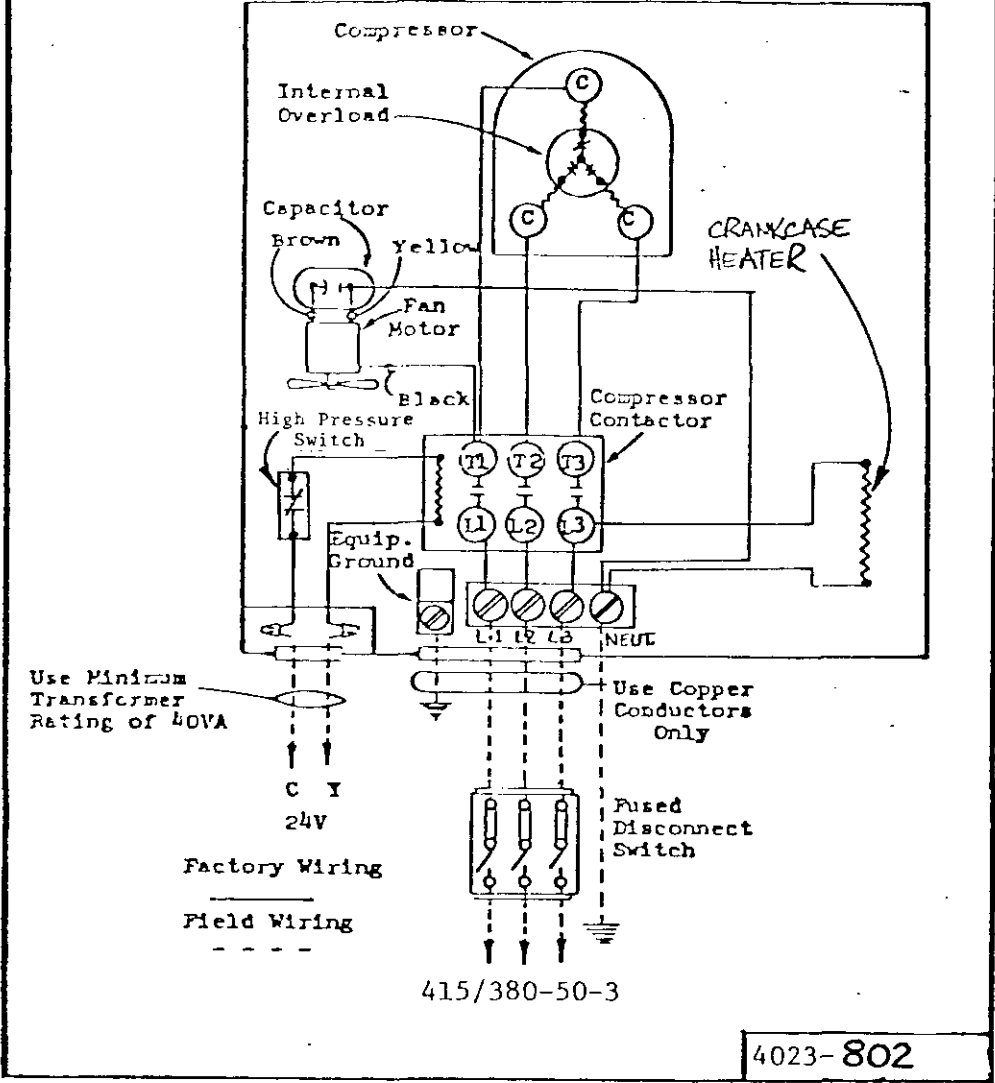 Compressor
C
Internal
Overload
C
C
Capacitor
Brown
Yellow
CRANKCASE
HEATER
Fan
Motor
Black
Compressor
Contactor
High Pressure
Switch
T1
T2
T3
L1
L2
L3
Equip.
Ground
L1
L2
L3
NEUT
Use Minimum
Transformer
Rating of 40VA
Use Copper
Conductors
Only
C
Y
24V
Fused
Disconnect
Switch
Factory Wiring
Field Wiring
415/380-50-3
4023-802